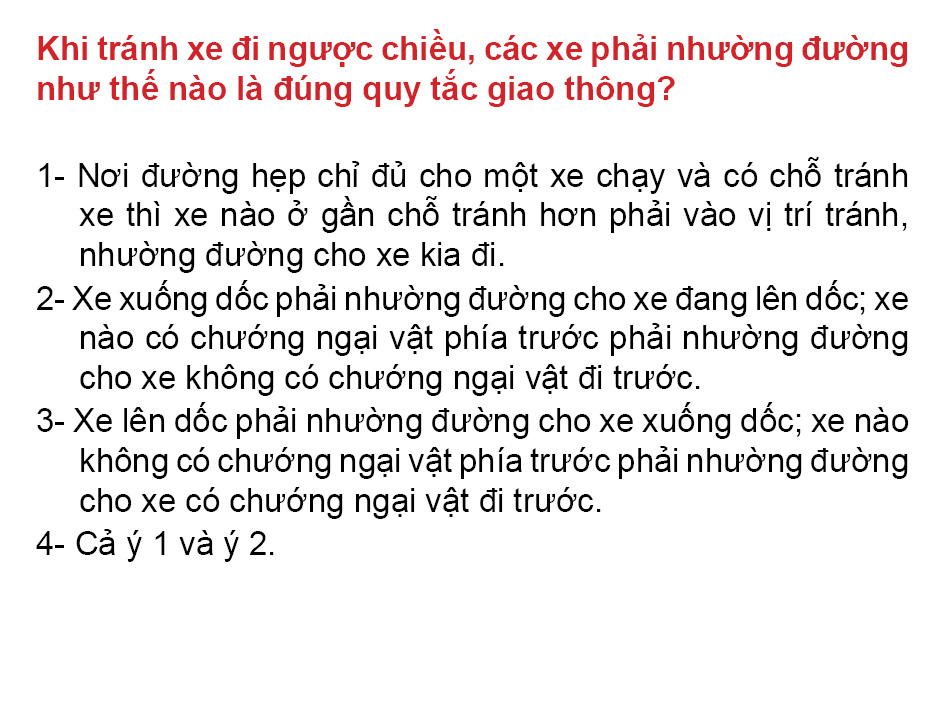 Khi tránh xe đi ngược chiều, các xe phải nhường đường
như thế nào là đúng quy tắc giao thông?
1- Nơi đường hẹp chỉ đủ cho một xe chạy và có chỗ tránh
xe thì xe nào ở gần chỗ tránh hơn phải vào vị trí tránh,
nhường đường cho xe kia đi.
2- Xe xuống dốc phải nhường đường cho xe đang lên dốc; xe
nào có chướng ngại vật phía trước phải nhường đường
cho xe không có chướng ngại vật đi trước.
3- Xe lên dốc phải nhường đường cho xe xuống dốc; xe nào
không có chướng ngại vật phía trước phải nhường đường
cho xe có chướng ngại vật đi trước.
4- Cả ý 1 và ý 2.